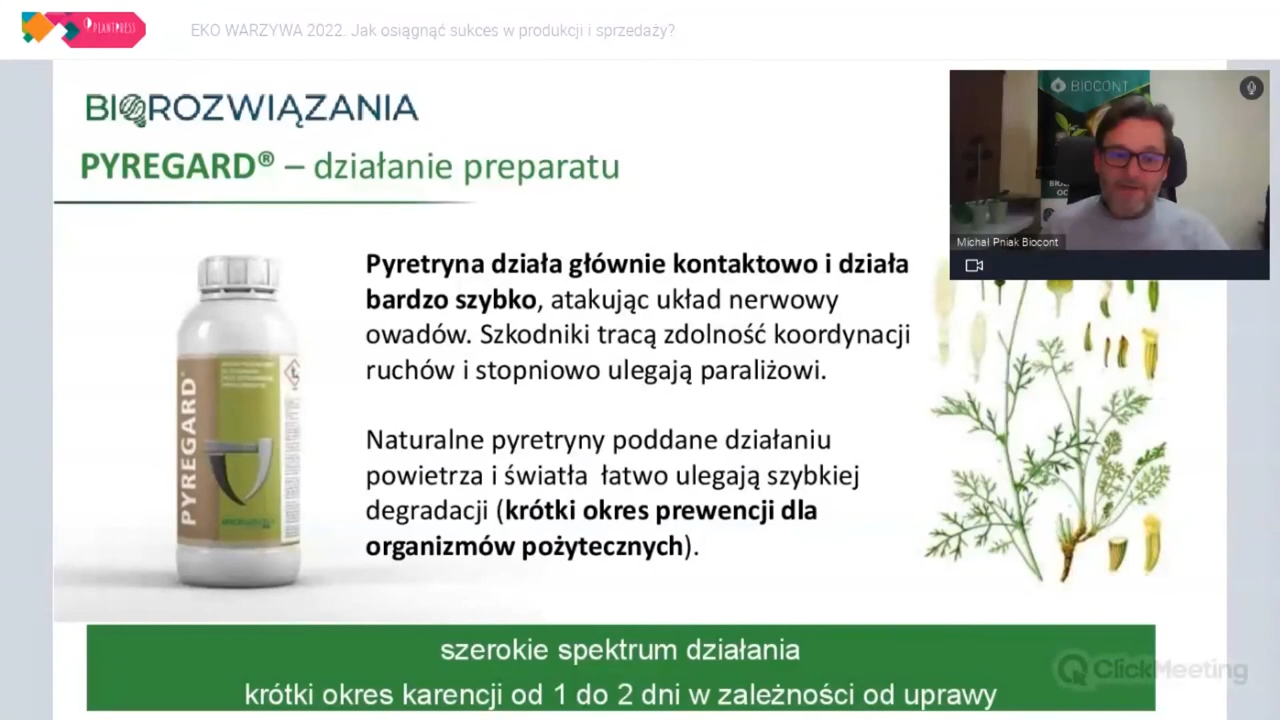 PLANTPRESS
EKO WARZYWA 2022. Jak osiągnąć sukces w produkcji i sprzedaży?
BIOROZWIĄZANIA
PYREGARD® – działanie preparatu
BIOCONT
Michał Pniak Biocont
Pyretryna działa głównie kontaktowo i działa
bardzo szybko, atakując układ nerwowy
owadów. Szkodniki tracą zdolność koordynacji
ruchów i stopniowo ulegają paraliżowi.
Naturalne pyretryny poddane działaniu
powietrza i światła łatwo ulegają szybkiej
degradacji (krótki okres prewencji dla
organizmów pożytecznych).
PYREGARD®
szerokie spektrum działania
krótki okres karencji od 1 do 2 dni w zależności od uprawy
ClickMeeting